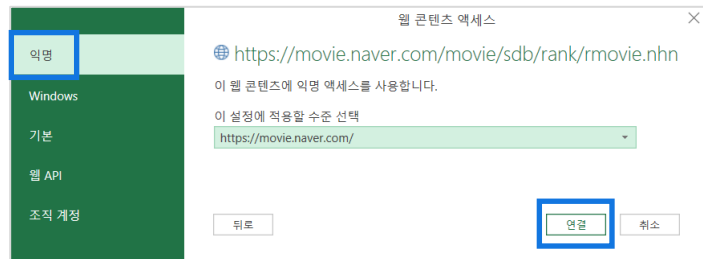 웹 콘텐츠 액세스
익명
Windows
기본
웹 API
조직 계정
https://movie.naver.com/movie/sdb/rank/rmovie.nhn
이 웹 콘텐츠에 익명 액세스를 사용합니다.
이 설정에 적용할 수준 선택
https://movie.naver.com/
뒤로
연결
취소